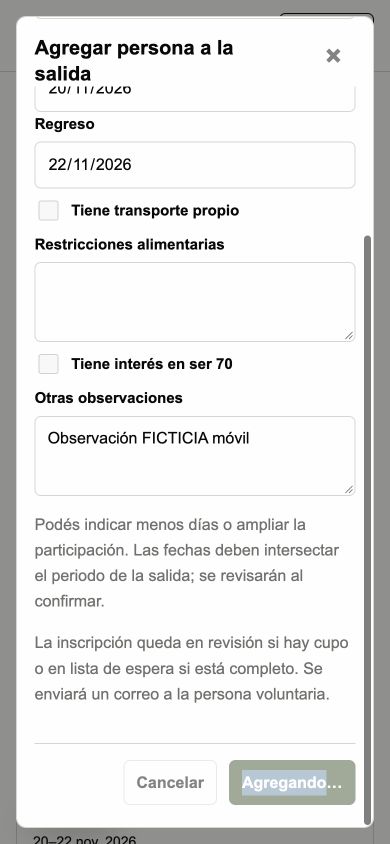 Agregar persona a la
salida
×
20/11/2026
Regreso
22/11/2026
Tiene transporte propio
Restricciones alimentarias
Tiene interés en ser 70
Otras observaciones
Observación FICTICIA móvil
Podés indicar menos días o ampliar la
participación. Las fechas deben intersectar
el periodo de la salida; se revisarán al
confirmar.
La inscripción queda en revisión si hay cupo
o en lista de espera si está completo. Se
enviará un correo a la persona voluntaria.
Cancelar
Agregando...
20–22 nov. 2026